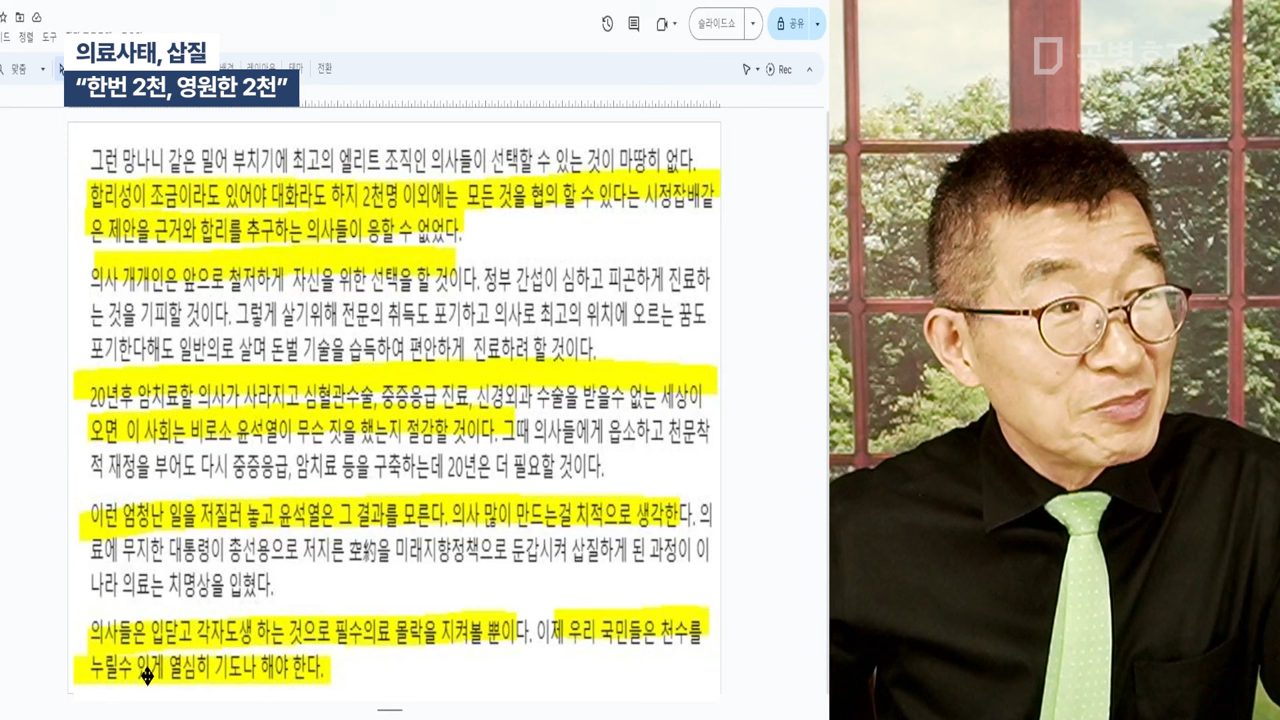 정렬 도구
슬라이드쇼
공유
맞춤
전환
Rec
의료사태, 삽질
“한번 2천, 영원한 2천”
그런 망나니 같은 밀어 부치기에 최고의 엘리트 조직인 의사들이 선택할 수 있는 것이 마땅히 없다.
합리성이 조금이라도 있어야 대화라도 하지 2천명 이외에는 모든 것을 협의 할 수 있다는 시정잡배같
은 제안을 근거와 합리를 추구하는 의사들이 응할 수 없었다.
의사 개개인은 앞으로 철저하게 자신을 위한 선택을 할 것이다. 정부 간섭이 심하고 피곤하게 진료하
는 것을 기피할 것이다. 그렇게 살기위해 전문의 취득도 포기하고 의사로 최고의 위치에 오르는 꿈도
포기한다해도 일반의로 살며 돈벌 기술을 습득하여 편안하게 진료하려 할 것이다.
20년후 암치료할 의사가 사라지고 심혈관수술, 중증응급 진료, 신경외과 수술을 받을수 없는 세상이
오면 이 사회는 비로소 윤석열이 무슨 짓을 했는지 절감할 것이다. 그때 의사들에게 읍소하고 천문학
적 재정을 부어도 다시 중증응급, 암치료 등을 구축하는데 20년은 더 필요할 것이다.
이런 엄청난 일을 저질러 놓고 윤석열은 그 결과를 모른다. 의사 많이 만드는걸 치적으로 생각한다. 의
료에 무지한 대통령이 총선용으로 저지른 空約을 미래지향정책으로 둔갑시켜 삽질하게 된 과정이 이
나라 의료는 치명상을 입혔다.
의사들은 입닫고 각자도생 하는 것으로 필수의료 몰락을 지켜볼 뿐이다. 이제 우리 국민들은 천수를
누릴수 있게 열심히 기도나 해야 한다.